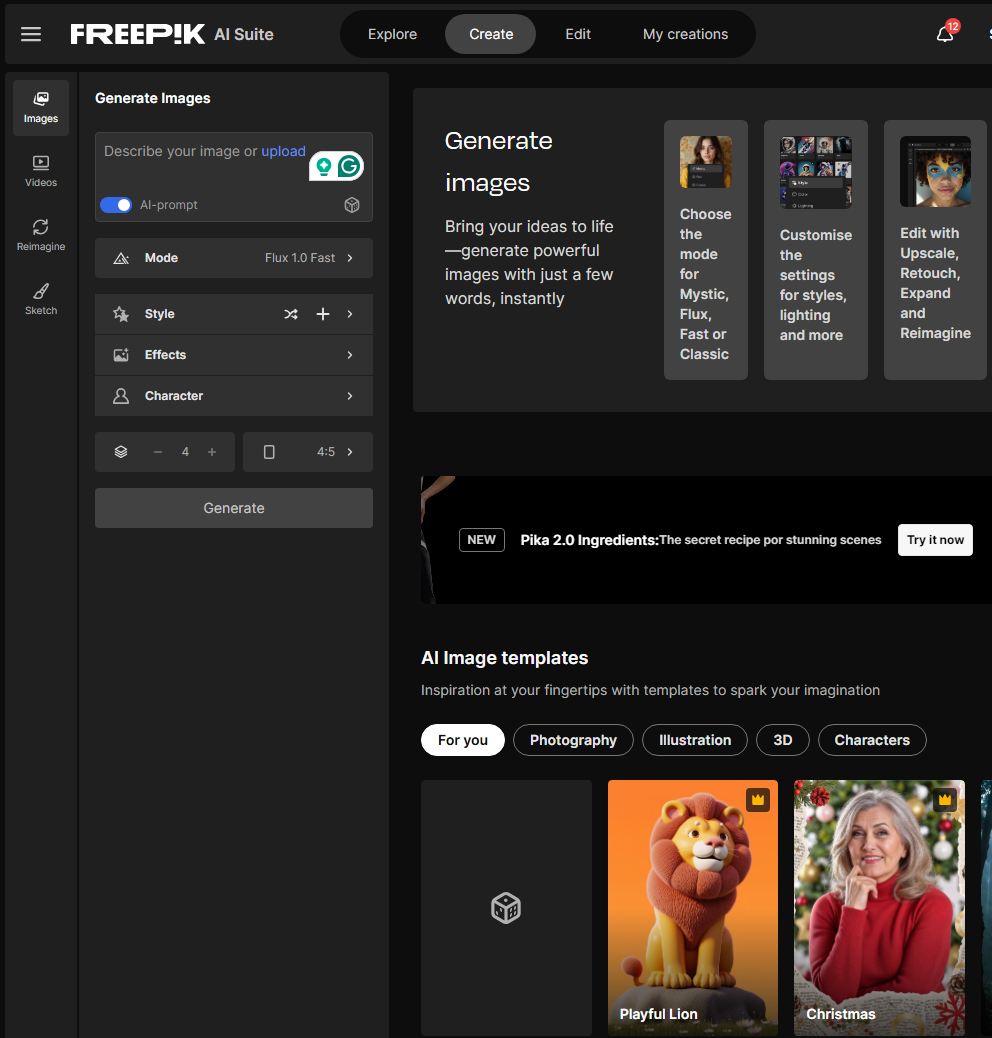 FREEP!K AI Suite
Explore
Create
Edit
My creations
12
Images
Videos
Reimagine
Sketch
Generate Images
Describe your image or upload
AI-prompt
Mode
Flux 1.0 Fast
Style
Effects
Character
4
4:5
Generate
Generate
images
Bring your ideas to life
—generate powerful
images with just a few
words, instantly
Choose
the
mode
for
Mystic,
Flux,
Fast or
Classic
Style
Color
Lighting
Customise
the
settings
for styles,
lighting
and more
Edit with
Upscale,
Retouch,
Expand
and
Reimagine
NEW
Pika 2.0 Ingredients:The secret recipe por stunning scenes
Try it now
AI Image templates
Inspiration at your fingertips with templates to spark your imagination
For you
Photography
Illustration
3D
Characters
Playful Lion
Christmas